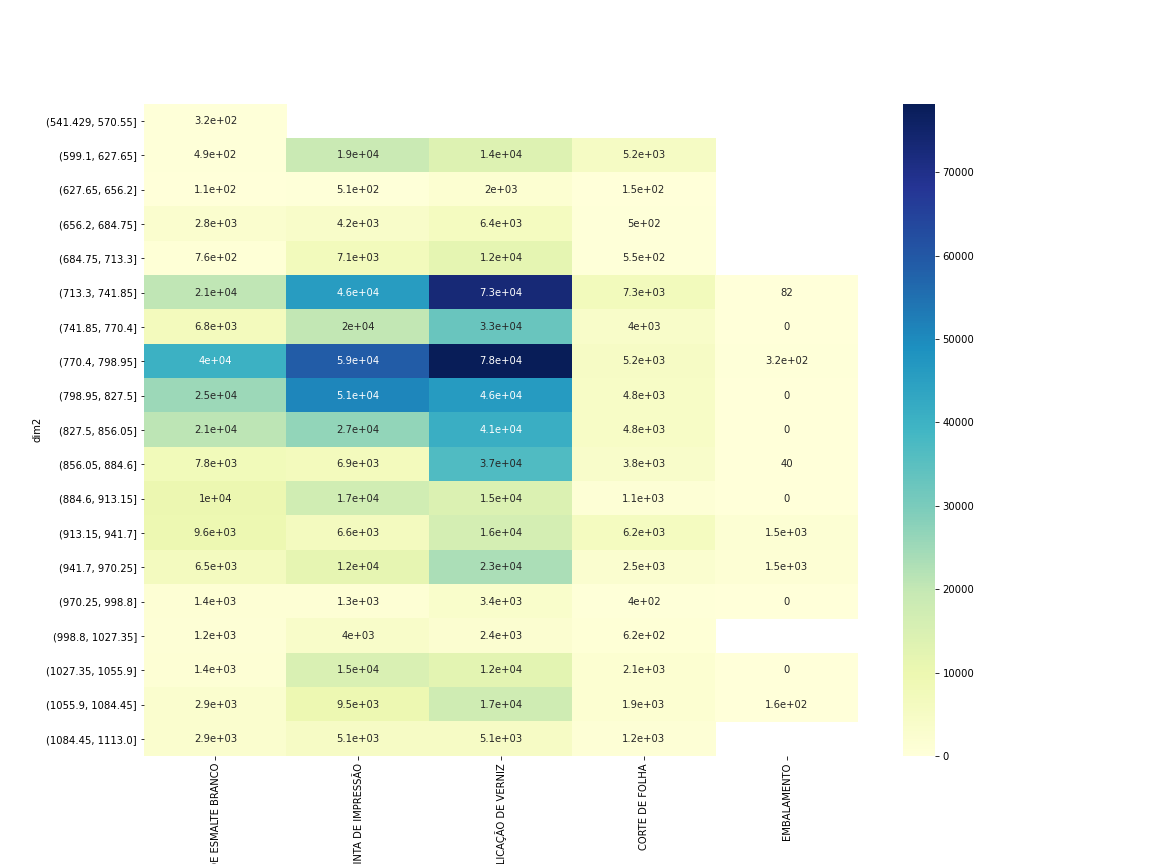 (541.429, 570.55] 3.2e+02
(599.1, 627.65] 4.9e+02 1.9e+04 1.4e+04 5.2e+03
(627.65, 656.2] 1.1e+02 5.1e+02 2e+03 1.5e+02
(656.2, 684.75] 2.8e+03 4.2e+03 6.4e+03 5e+02
(684.75, 713.3] 7.6e+02 7.1e+03 1.2e+04 5.5e+02
(713.3, 741.85] 2.1e+04 4.6e+04 7.3e+04 7.3e+03 82
(741.85, 770.4] 6.8e+03 2e+04 3.3e+04 4e+03 0
(770.4, 798.95] 4e+04 5.9e+04 7.8e+04 5.2e+03 3.2e+02
(798.95, 827.5] 2.5e+04 5.1e+04 4.6e+04 4.8e+03 0
(827.5, 856.05] 2.1e+04 2.7e+04 4.1e+04 4.8e+03 0
(856.05, 884.6] 7.8e+03 6.9e+03 3.7e+04 3.8e+03 40
(884.6, 913.15] 1e+04 1.7e+04 1.5e+04 1.1e+03 0
(913.15, 941.7] 9.6e+03 6.6e+03 1.6e+04 6.2e+03 1.5e+03
(941.7, 970.25] 6.5e+03 1.2e+04 2.3e+04 2.5e+03 1.5e+03
(970.25, 998.8] 1.4e+03 1.3e+03 3.4e+03 4e+02 0
(998.8, 1027.35] 1.2e+03 4e+03 2.4e+03 6.2e+02
(1027.35, 1055.9] 1.4e+03 1.5e+04 1.2e+04 2.1e+03 0
(1055.9, 1084.45] 2.9e+03 9.5e+03 1.7e+04 1.9e+03 1.6e+02
(1084.45, 1113.0] 2.9e+03 5.1e+03 5.1e+03 1.2e+03
dim2
E ESMALTE BRANCO
INTA DE IMPRESSÃO
LICAÇÃO DE VERNIZ
CORTE DE FOLHA
EMBALAMENTO
70000
60000
50000
40000
30000
20000
10000
0